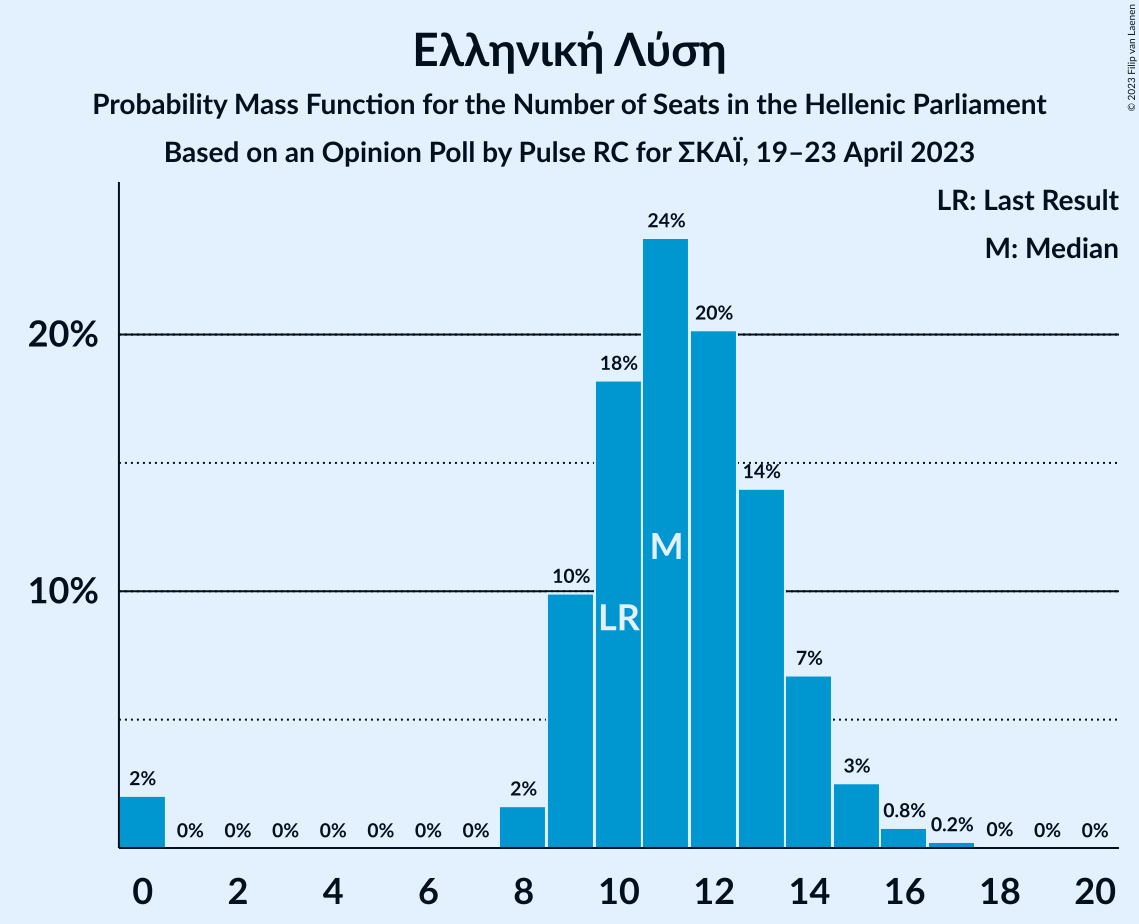 Ελληνική Λύση
Probability Mass Function for the Number of Seats in the Hellenic Parliament
Based on an Opinion Poll by Pulse RC for ΣΚΑΪ, 19–23 April 2023
© 2023 Filip van Laenen
LR: Last Result
M: Median
24%
20%
20%
18%
14%
M
10%
10%
LR
7%
3%
2%
2%
0.8%
0.2%
0% 0% 0% 0% 0% 0% 0% 0% 0% 0%
0 2 4 6 8 10 12 14 16 18 20